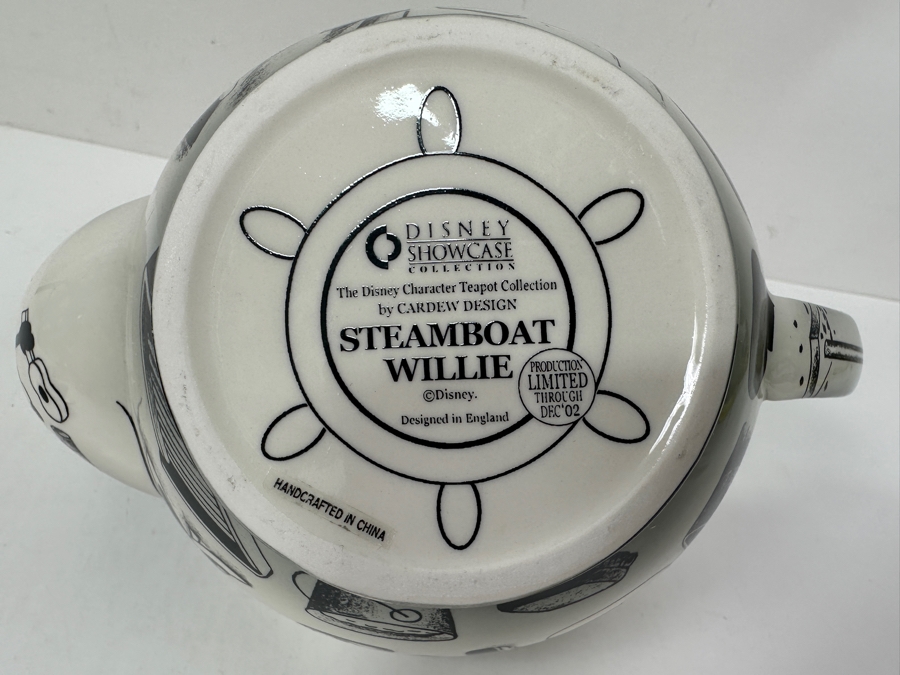 DISNEY
SHOWCASE
COLLECTION
The Disney Character Teapot Collection
by CARDEW DESIGN
STEAMBOAT
WILLIE
©Disney.
Designed in England
PRODUCTION
LIMITED
THROUGH
DEC'02
HANDCRAFTED IN CHINA